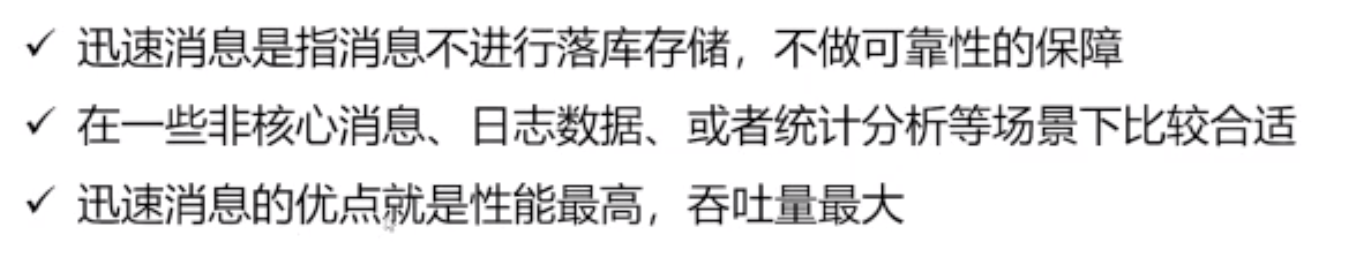 ✓ 迅速消息是指消息不进行落库存储，不做可靠性的保障
✓ 在一些非核心消息、日志数据、或者统计分析等场景下比较合适
✓ 迅速消息的优点就是性能最高，吞吐量最大